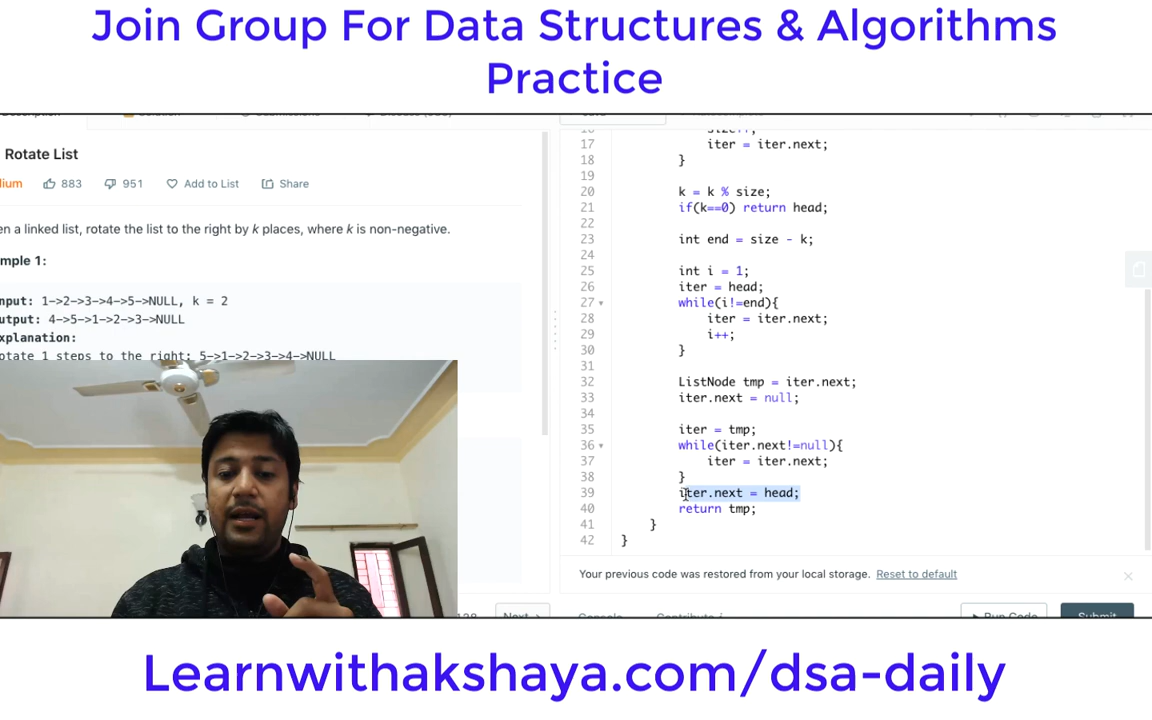 Join Group For Data Structures & Algorithms
Practice
Rotate List
883
951
Add to List
Share
a linked list, rotate the list to the right by k places, where k is non-negative.
1:
1->2->3->4->5->NULL, k = 2
4->5->1->2->3->NULL
1 steps to the right: 5->1->2->3->4->NULL
17 iter = iter.next;
18 }
19
20 k = k % size;
21 if(k==0) return head;
22
23 int end = size - k;
24
25 int i = 1;
26 iter = head;
27 while(i!=end){
28 iter = iter.next;
29 i++;
30 }
31
32 ListNode tmp = iter.next;
33 iter.next = null;
34
35 iter = tmp;
36 while(iter.next!=null){
37 iter = iter.next;
38 }
39 iter.next = head;
40 return tmp;
41 }
42 }
Your previous code was restored from your local storage. Reset to default
Next
Run Code
Submit
Learnwithakshaya.com/dsa-daily